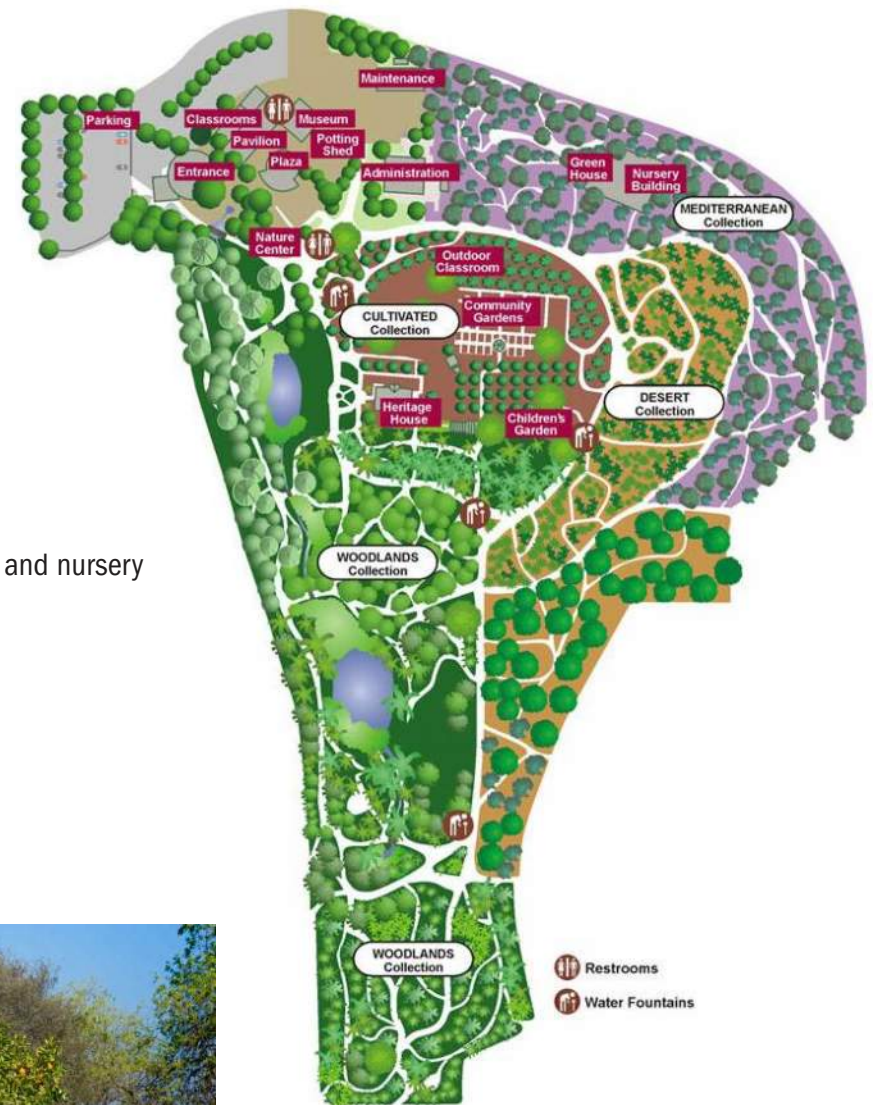 Maintenance
Parking
Classrooms
Museum
Pavilion
Potting
Shed
Plaza
Entrance
Administration
Green
House
Nursery
Building
MEDITERRANEAN
Collection
Nature
Center
Outdoor
Classroom
Community
Gardens
CULTIVATED
Collection
DESERT
Collection
Heritage
House
Children's
Garden
and nursery
WOODLANDS
Collection
WOODLANDS
Collection
Restrooms
Water Fountains